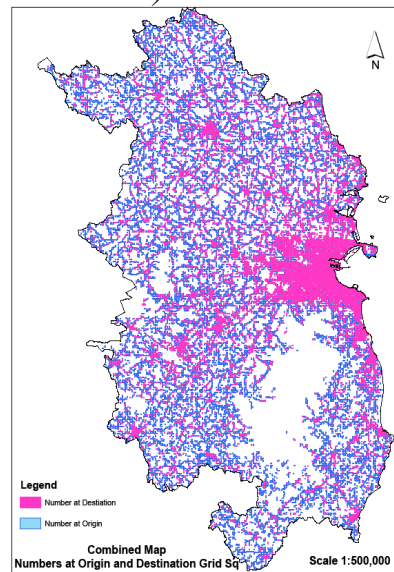 N
Legend
Number at Destiation
Number at Origin
Combined Map
Numbers at Origin and Destination Grid Sq
Scale 1:500,000